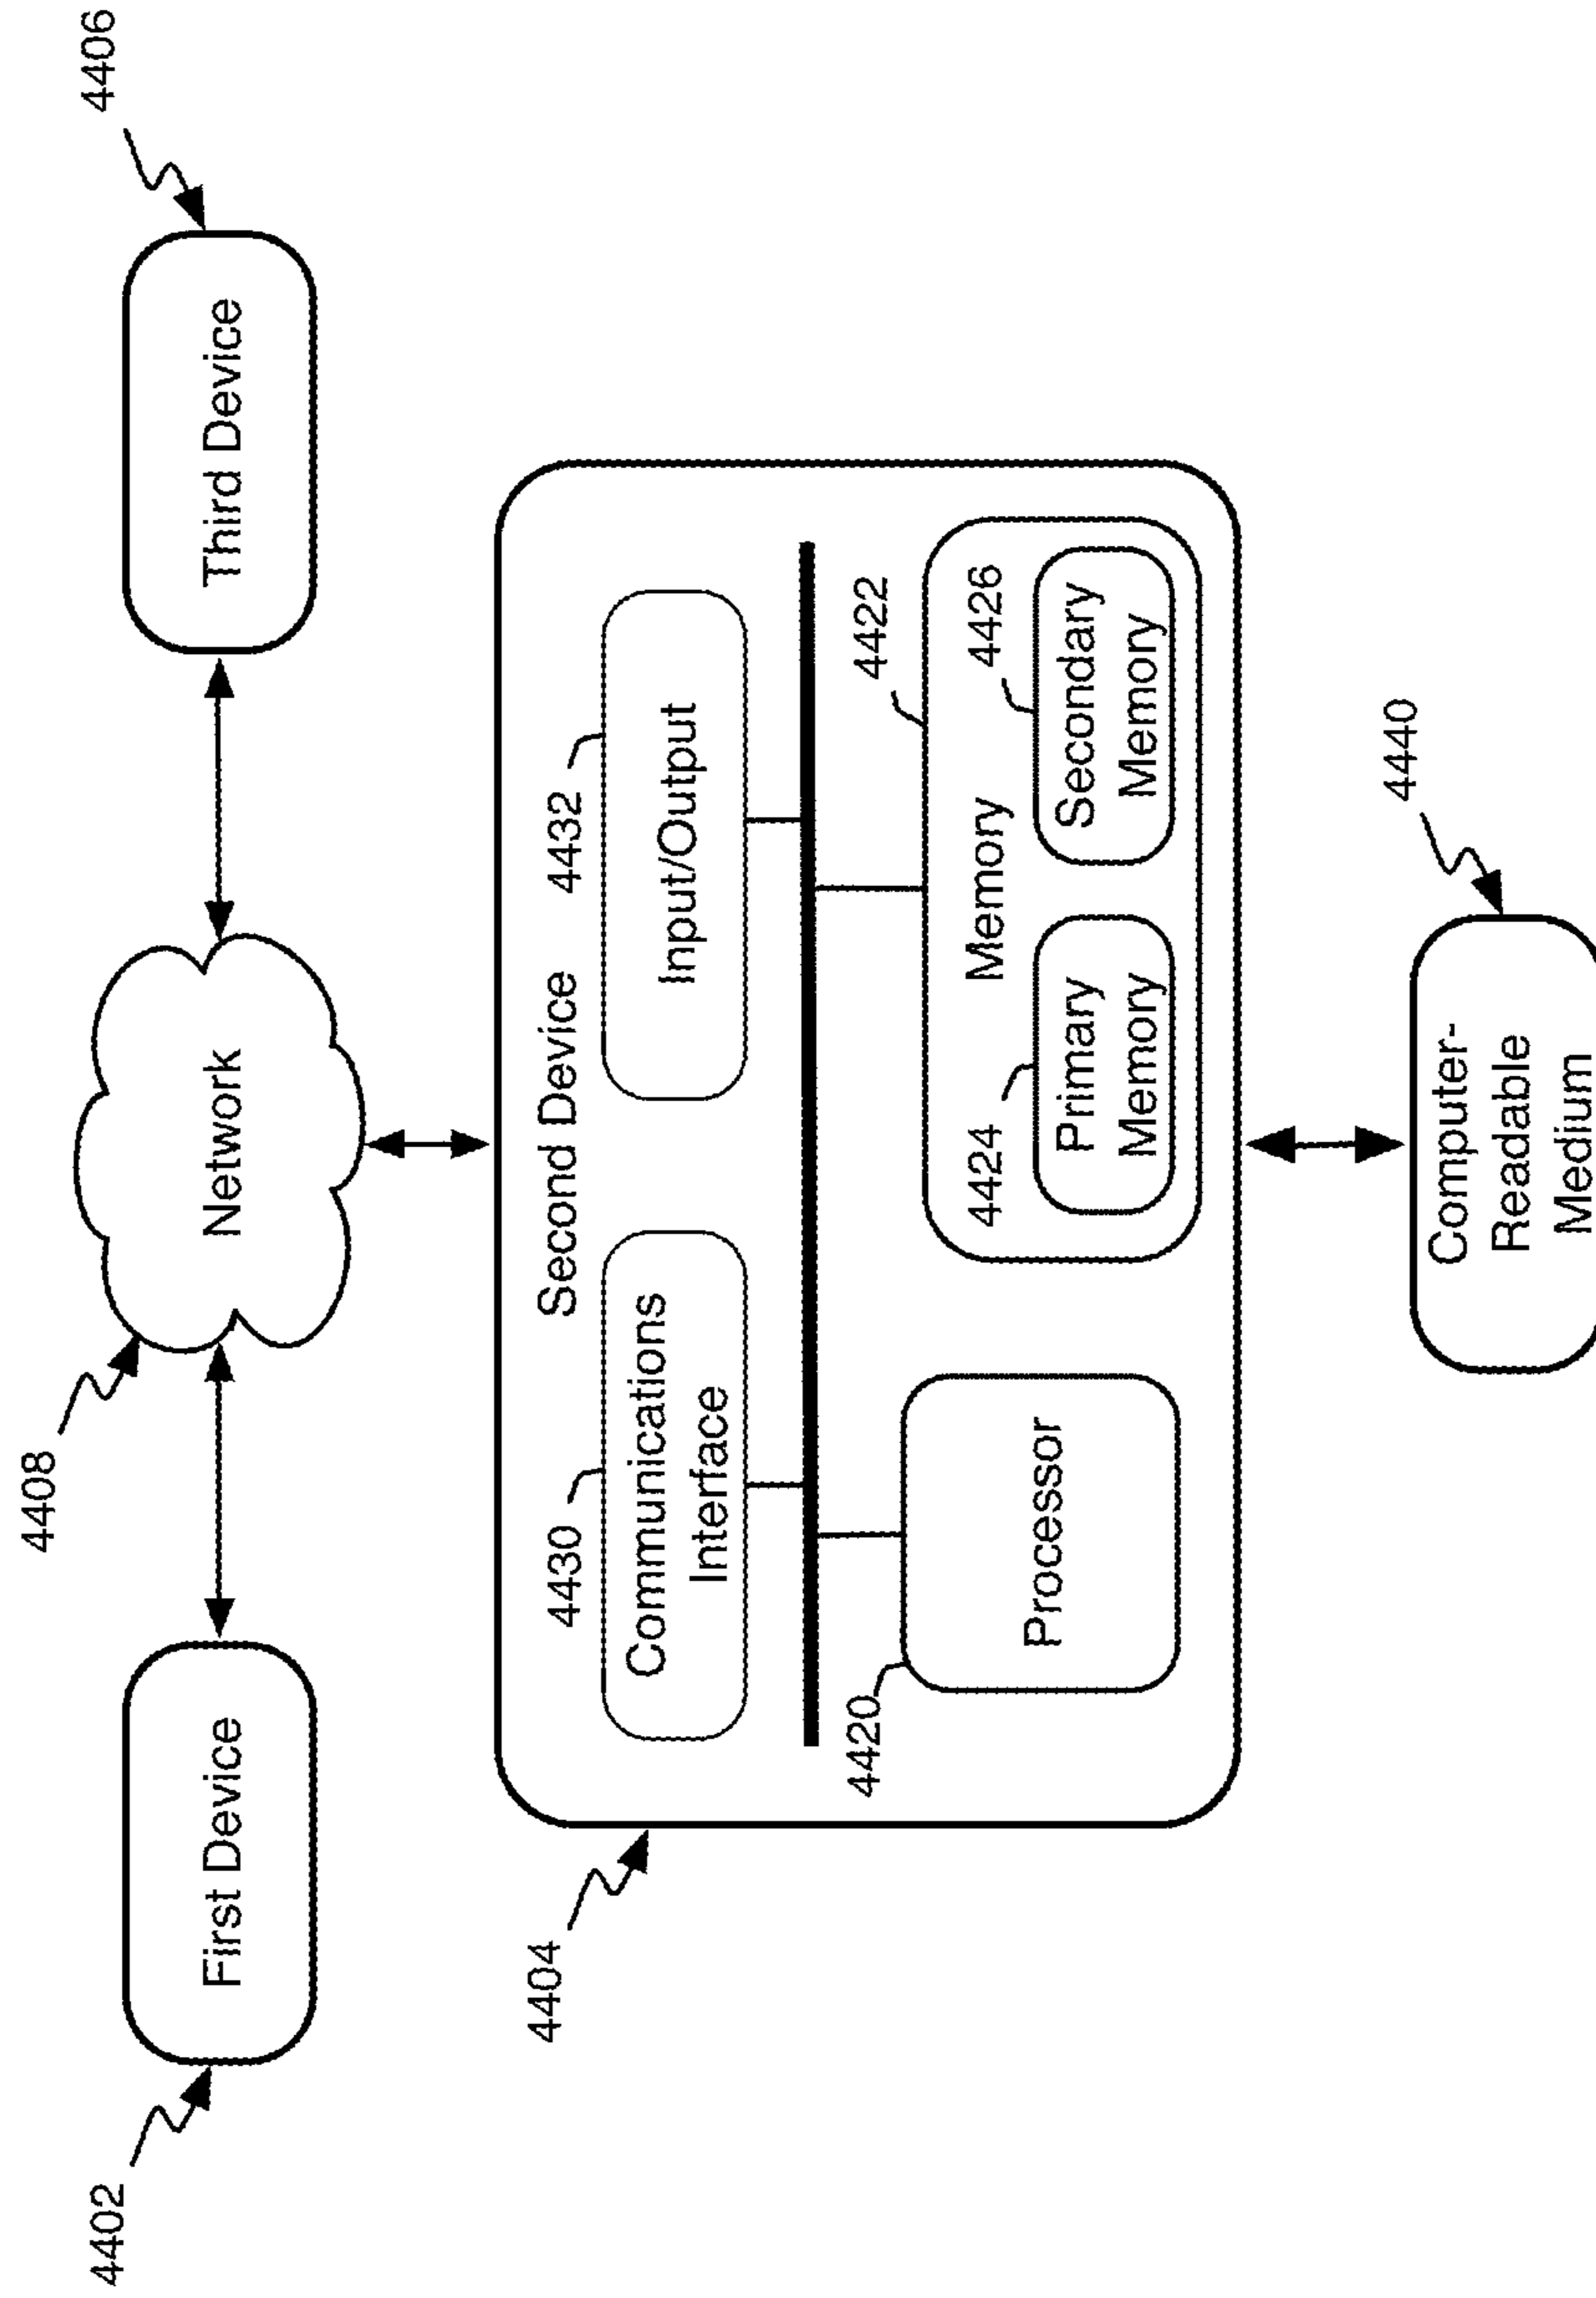 4402
First Device
4408
Network
4406
Third Device
4404
Second Device
4430
Communications
Interface
4432
Input/Output
4420
Processor
4422
Memory
4424
Primary
Memory
4426
Secondary
Memory
4440
Computer-
Readable
Medium